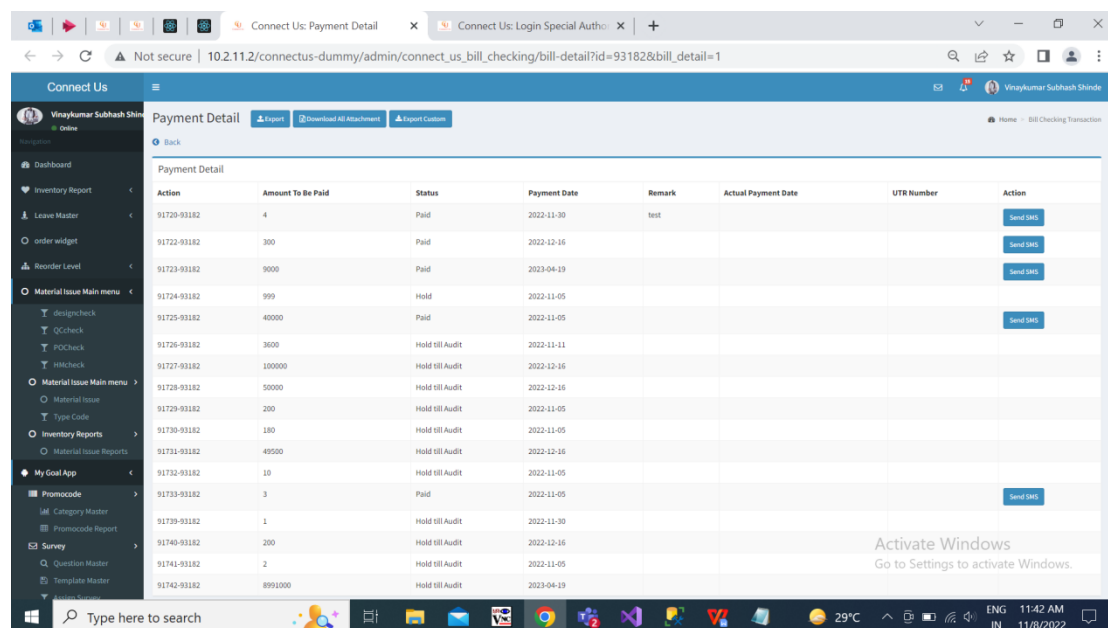 Connect Us: Payment Detail
Connect Us: Login Special Autho
Not secure | 10.2.11.2/connectus-dummy/admin/connect_us_bill_checking/bill-detail?id=93182&bill_detail=1
Connect Us
Vinaykumar Subhash Shinde
Vinaykumar Subhash Shin
Online
Navigation
Payment Detail
Export
Download All Attachment
Export Custom
Home
Bill Checking Transaction
Back
Dashboard
Inventory Report
Leave Master
order widget
Reorder Level
Material Issue Main menu
designcheck
QCcheck
POCheck
HMcheck
Material Issue Main menu
Material Issue
Type Code
Inventory Reports
Material Issue Reports
My Goal App
Promocode
Category Master
Promocode Report
Survey
Question Master
Template Master
Assign Survey
Payment Detail
Action Amount To Be Paid Status Payment Date Remark Actual Payment Date UTR Number Action
91720-93182 4 Paid 2022-11-30 test Send SMS
91722-93182 300 Paid 2022-12-16 Send SMS
91723-93182 9000 Paid 2023-04-19 Send SMS
91724-93182 999 Hold 2022-11-05
91725-93182 40000 Paid 2022-11-05 Send SMS
91726-93182 3600 Hold till Audit 2022-11-11
91727-93182 100000 Hold till Audit 2022-12-16
91728-93182 50000 Hold till Audit 2022-12-16
91729-93182 200 Hold till Audit 2022-11-05
91730-93182 180 Hold till Audit 2022-11-05
91731-93182 49500 Hold till Audit 2022-12-16
91732-93182 10 Hold till Audit 2022-11-05
91733-93182 3 Paid 2022-11-05 Send SMS
91739-93182 1 Hold till Audit 2022-11-30
91740-93182 200 Hold till Audit 2022-12-16
91741-93182 2 Hold till Audit 2022-11-05
91742-93182 8991000 Hold till Audit 2023-04-19
Activate Windows
Go to Settings to activate Windows.
Type here to search
29°C
ENG
IN
11:42 AM
11/8/2022